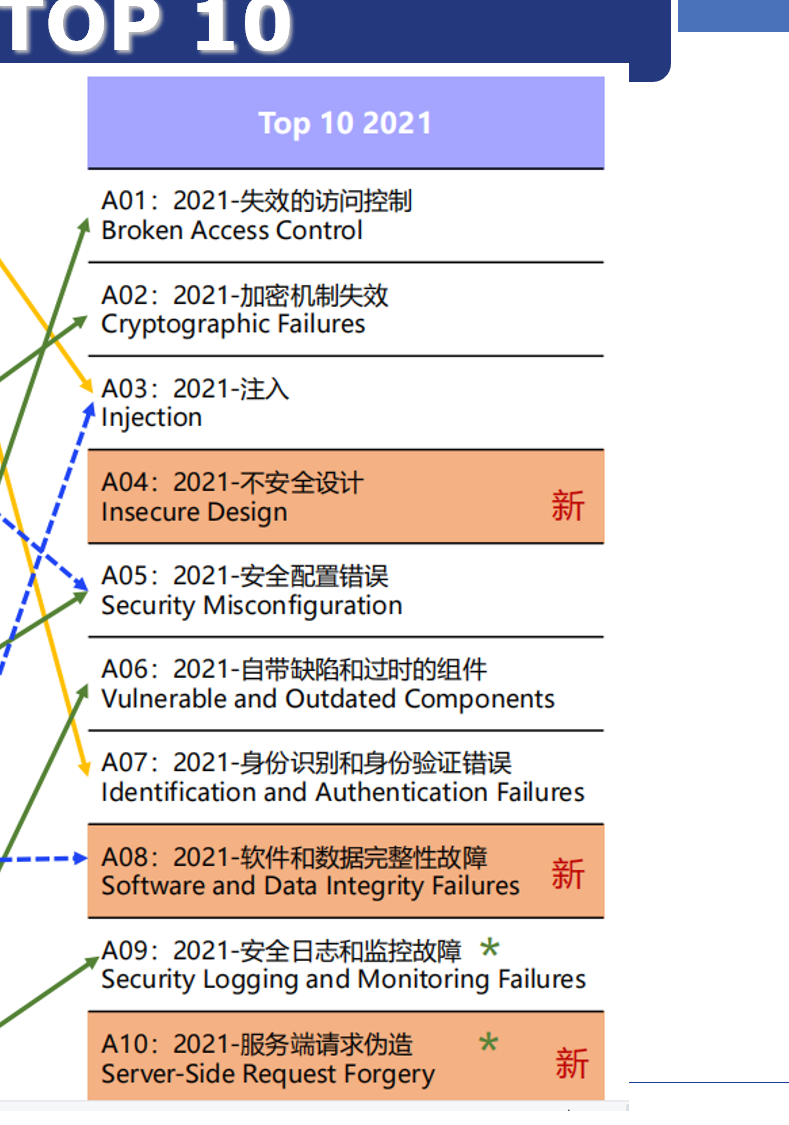 TOP 10
Top 10 2021
A01：2021-失效的访问控制
Broken Access Control
A02：2021-加密机制失效
Cryptographic Failures
A03：2021-注入
Injection
A04：2021-不安全设计
Insecure Design
新
A05：2021-安全配置错误
Security Misconfiguration
A06：2021-自带缺陷和过时的组件
Vulnerable and Outdated Components
A07：2021-身份识别和身份验证错误
Identification and Authentication Failures
A08：2021-软件和数据完整性故障
Software and Data Integrity Failures
新
A09：2021-安全日志和监控故障 *
Security Logging and Monitoring Failures
A10：2021-服务端请求伪造 *
Server-Side Request Forgery
新